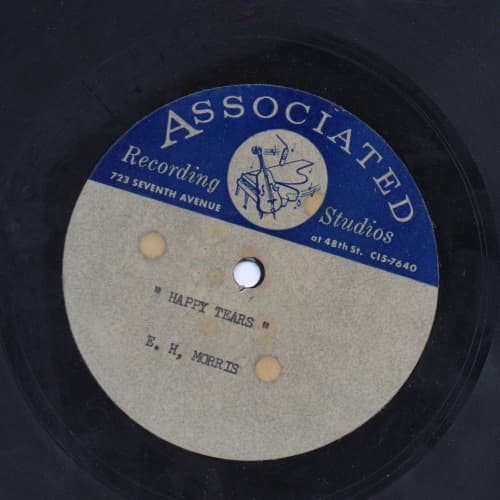 ASSOCIATED
Recording Studios
723 SEVENTH AVENUE at 48th St. CI5-7640
" HAPPY TEARS "
E. H, MORRIS